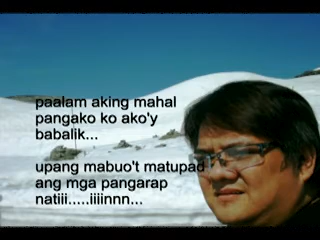 paalam aking mahal
pangako ko ako'y
babalik...
upang mabuo't matupad
ang mga pangarap
natiii.....iiiinnn...